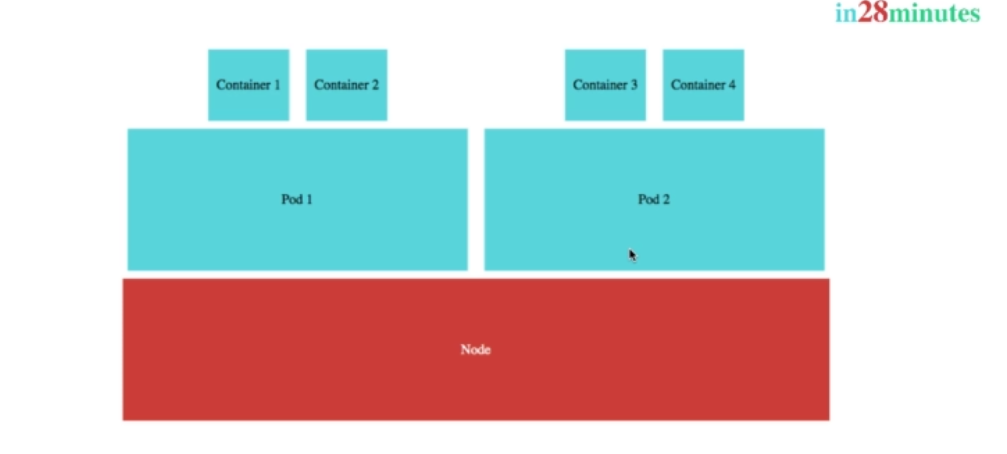 in28minutes
Container 1
Container 2
Container 3
Container 4
Pod 1
Pod 2
Node